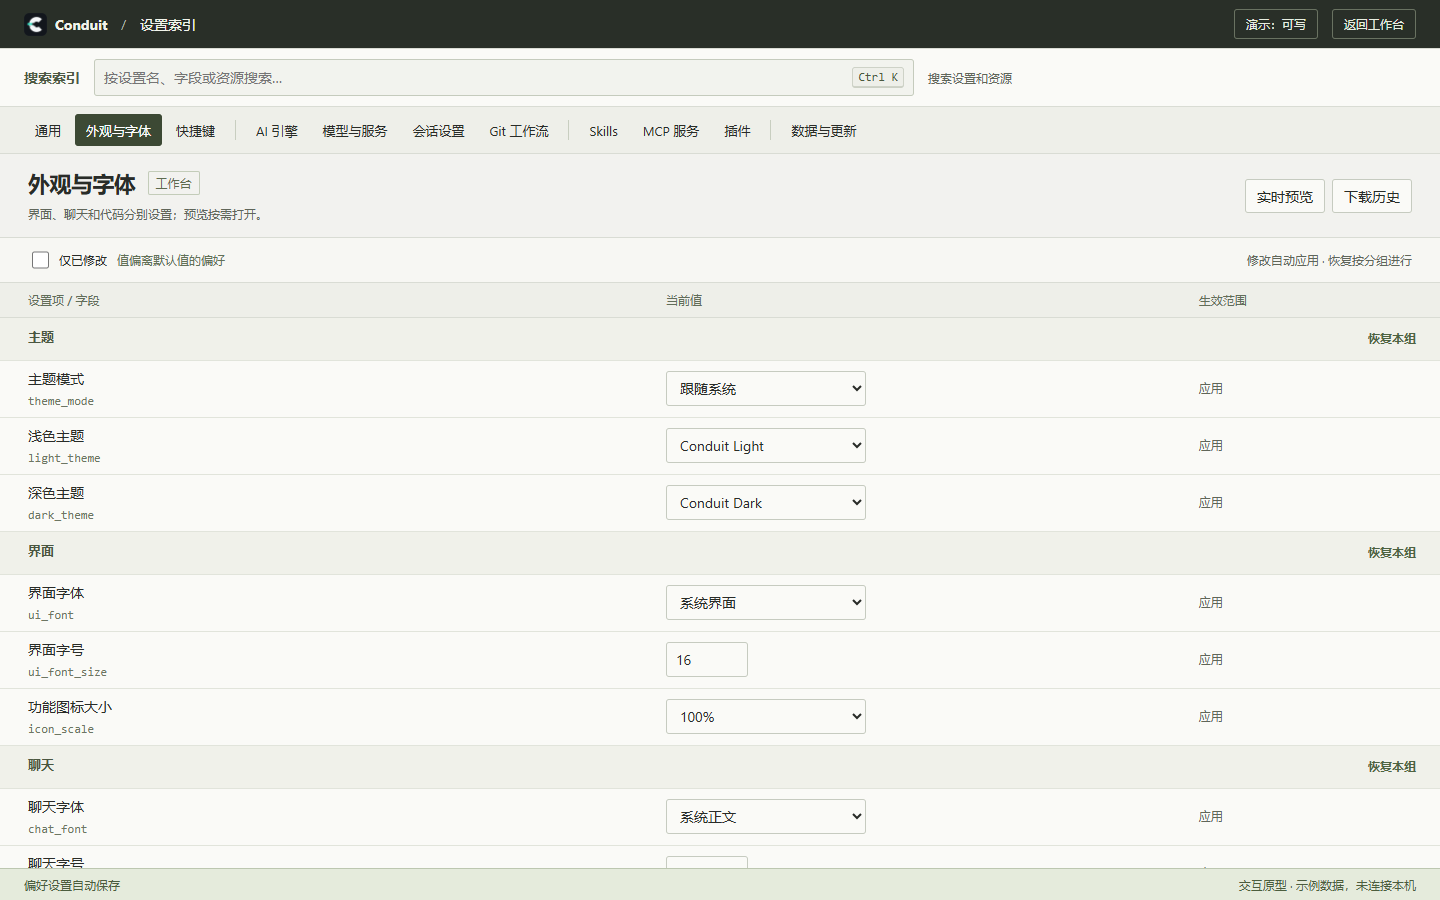 Conduit / 设置索引 演示：可写 返回工作台
搜索索引 按设置名、字段或资源搜索... Ctrl K 搜索设置和资源
通用 外观与字体 快捷键 AI 引擎 模型与服务 会话设置 Git 工作流 Skills MCP 服务 插件 数据与更新
外观与字体 工作台
界面、聊天和代码分别设置；预览按需打开。
实时预览 下载历史
仅已修改 值偏离默认值的偏好 修改自动应用 · 恢复按分组进行
设置项 / 字段 当前值 生效范围
主题 恢复本组
主题模式
theme_mode
跟随系统 应用
浅色主题
light_theme
Conduit Light 应用
深色主题
dark_theme
Conduit Dark 应用
界面 恢复本组
界面字体
ui_font
系统界面 应用
界面字号
ui_font_size
16 应用
功能图标大小
icon_scale
100% 应用
聊天 恢复本组
聊天字体
chat_font
系统正文 应用
聊天字号
偏好设置自动保存 交互原型 · 示例数据，未连接本机